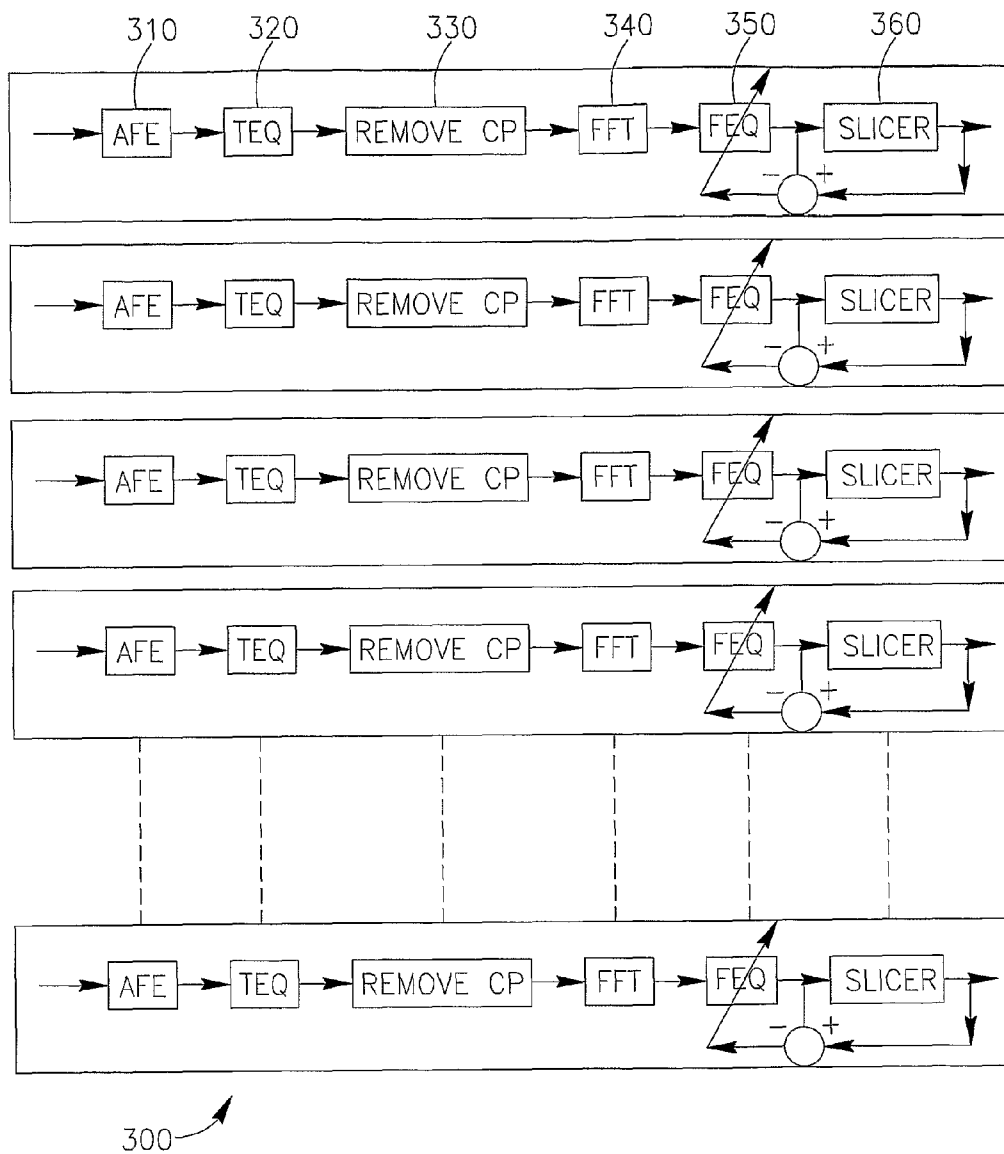 310 320 330 340 350 360
AFE TEQ REMOVE CP FFT FEQ SLICER
- +
AFE TEQ REMOVE CP FFT FEQ SLICER
- +
AFE TEQ REMOVE CP FFT FEQ SLICER
- +
AFE TEQ REMOVE CP FFT FEQ SLICER
- +
AFE TEQ REMOVE CP FFT FEQ SLICER
- +
300